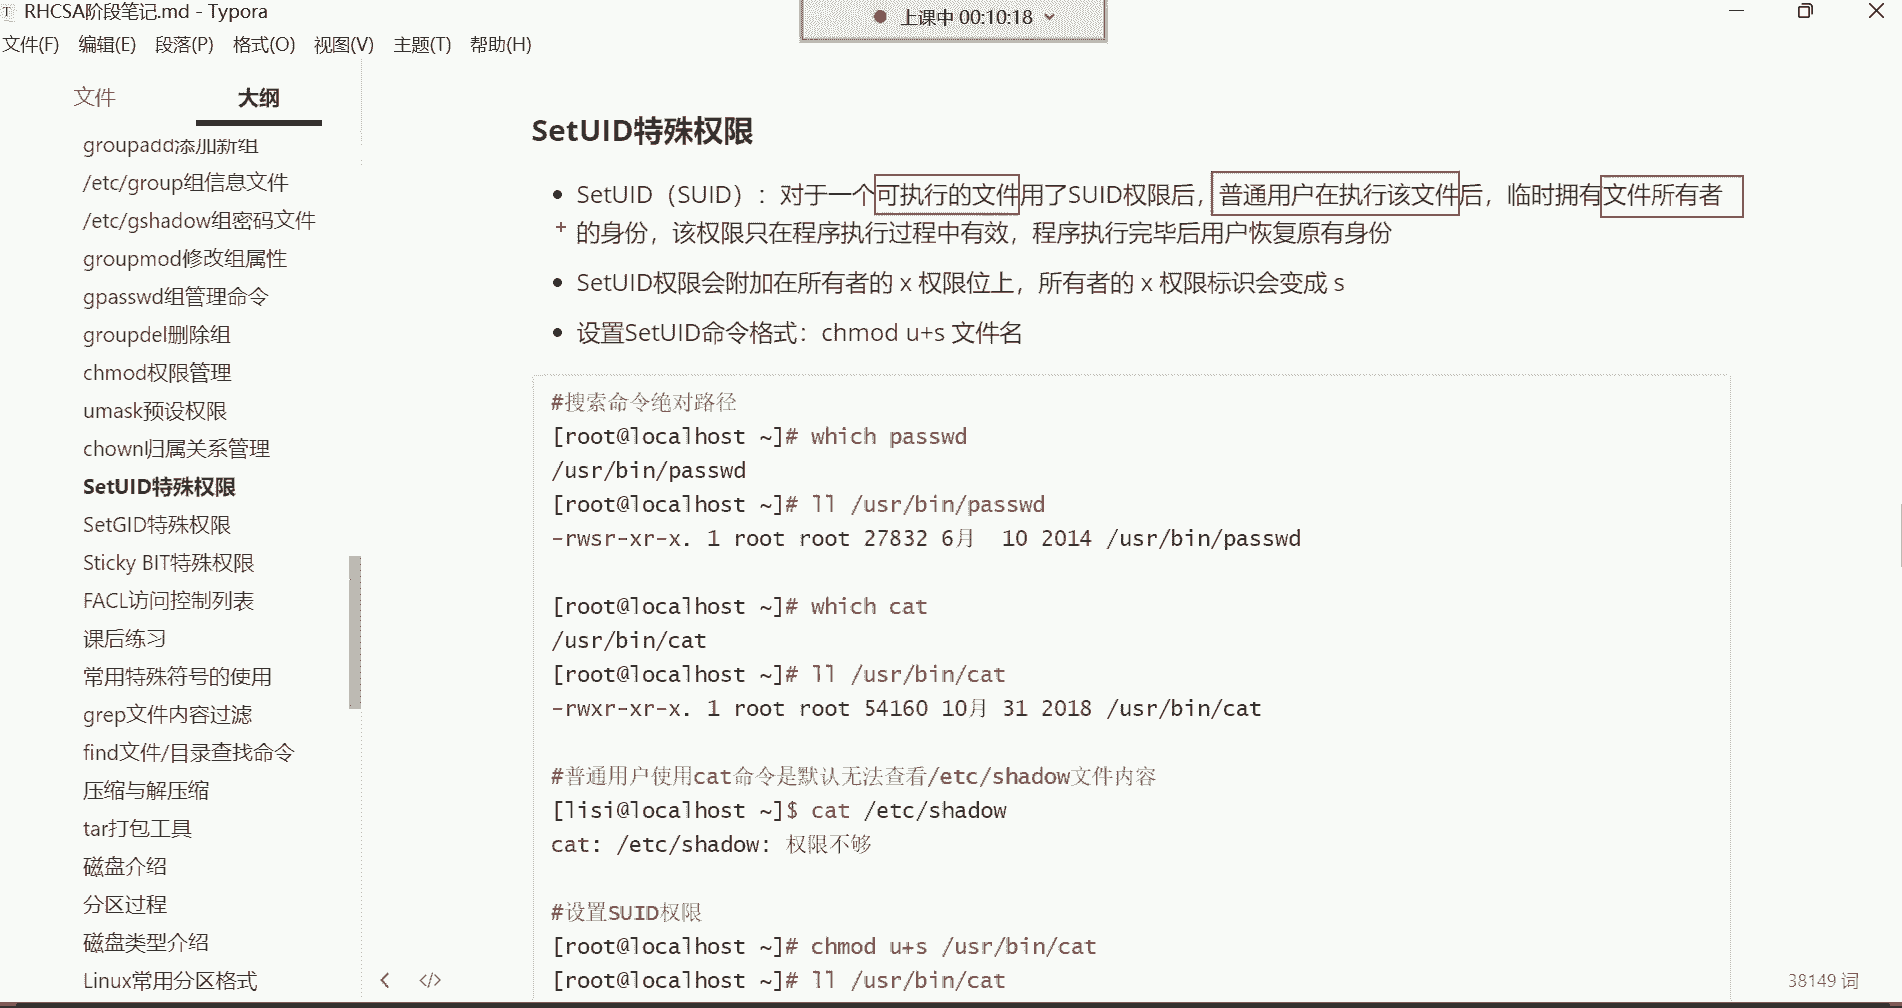 RHCSA阶段笔记.md - Typora
上课中 00:10:18
文件(F) 编辑(E) 段落(P) 格式(O) 视图(V) 主题(T) 帮助(H)
文件 大纲
groupadd添加新组
/etc/group组信息文件
/etc/gshadow组密码文件
groupmod修改组属性
gpasswd组管理命令
groupdel删除组
chmod权限管理
umask预设权限
chown归属关系管理
SetUID特殊权限
SetGID特殊权限
Sticky BIT特殊权限
FACL访问控制列表
课后练习
常用特殊符号的使用
grep文件内容过滤
find文件/目录查找命令
压缩与解压缩
tar打包工具
磁盘介绍
分区过程
磁盘类型介绍
Linux常用分区格式
SetUID特殊权限
SetUID（SUID）：对于一个可执行的文件用了SUID权限后，普通用户在执行该文件后，临时拥有文件所有者
的身份，该权限只在程序执行过程中有效，程序执行完毕后用户恢复原有身份
SetUID权限会附加在所有者的 x 权限位上，所有者的 x 权限标识会变成 s
设置SetUID命令格式：chmod u+s 文件名
#搜索命令绝对路径
[root@localhost ~]# which passwd
/usr/bin/passwd
[root@localhost ~]# ll /usr/bin/passwd
-rwsr-xr-x. 1 root root 27832 6月  10 2014 /usr/bin/passwd
[root@localhost ~]# which cat
/usr/bin/cat
[root@localhost ~]# ll /usr/bin/cat
-rwxr-xr-x. 1 root root 54160 10月 31 2018 /usr/bin/cat
#普通用户使用cat命令是默认无法查看/etc/shadow文件内容
[lisi@localhost ~]$ cat /etc/shadow
cat: /etc/shadow: 权限不够
#设置SUID权限
[root@localhost ~]# chmod u+s /usr/bin/cat
[root@localhost ~]# ll /usr/bin/cat
38149 词